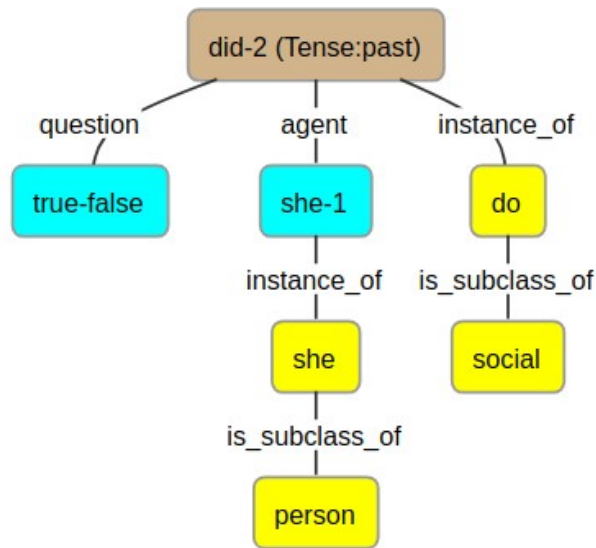 did-2 (Tense:past)
question agent instance_of
true-false she-1 do
instance_of is_subclass_of
she social
is_subclass_of
person